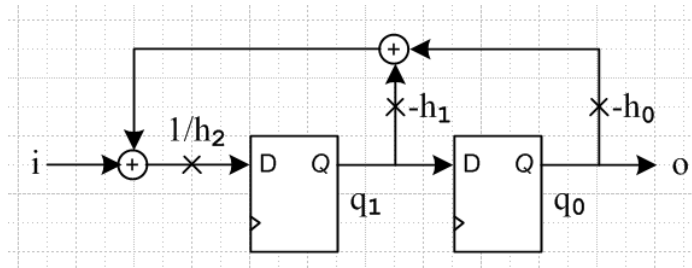 +
-h₁
-h₀
1/h₂
i
+
D
Q
D
Q
o
q₁
q₀